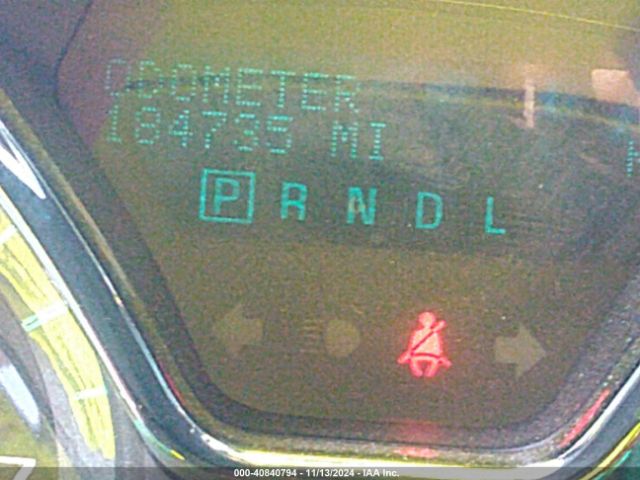 ODOMETER
184735 MI
P R N D L
000-40840794 - 11/13/2024 - IAA Inc.